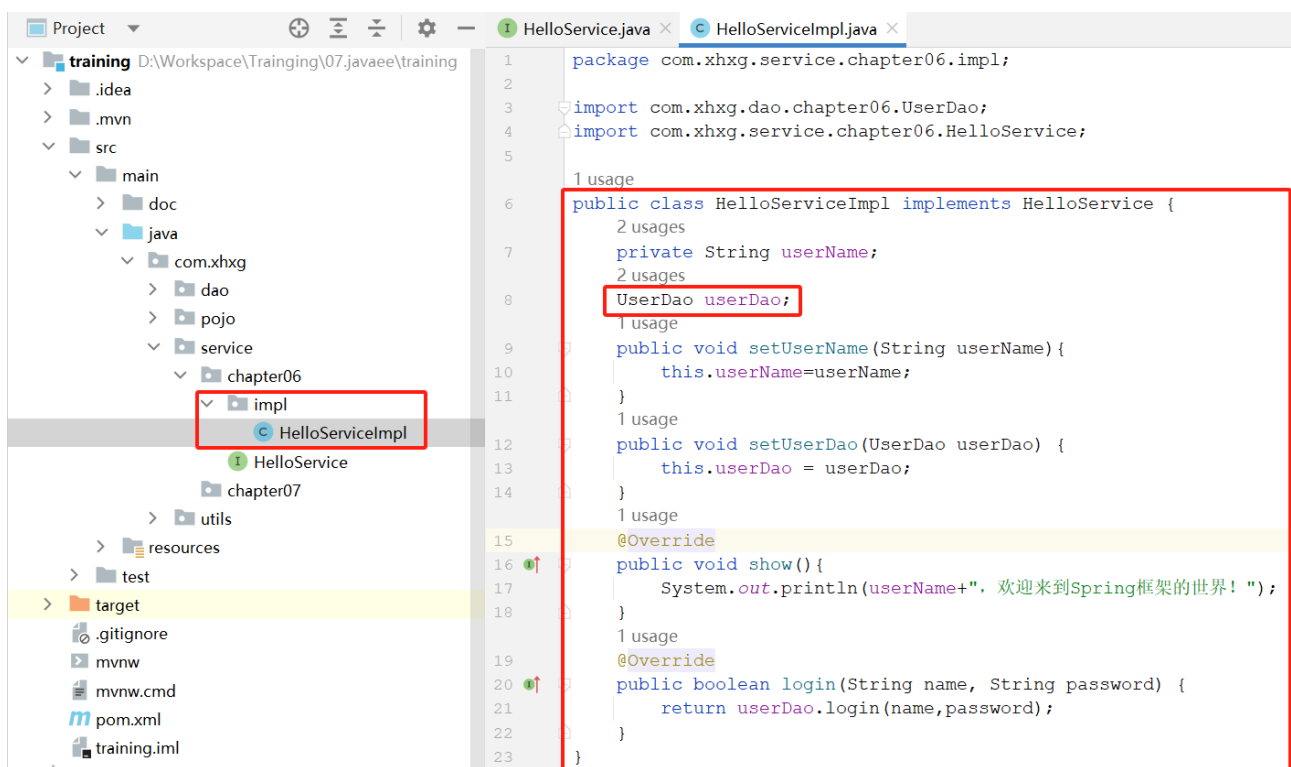 Project
training D:\Workspace\Trainging\07.javaee\training
.idea
.mvn
src
main
doc
java
com.xhxg
dao
pojo
service
chapter06
impl
HelloServiceImpl
HelloService
chapter07
utils
resources
test
target
.gitignore
mvnw
mvnw.cmd
pom.xml
training.iml
HelloService.java
HelloServiceImpl.java
1 package com.xhxg.service.chapter06.impl;
2
3 import com.xhxg.dao.chapter06.UserDao;
4 import com.xhxg.service.chapter06.HelloService;
5
1 usage
6 public class HelloServiceImpl implements HelloService {
2 usages
7 private String userName;
2 usages
8 UserDao userDao;
1 usage
9 public void setUserName(String userName){
10 this.userName=userName;
11 }
1 usage
12 public void setUserDao(UserDao userDao) {
13 this.userDao = userDao;
14 }
1 usage
15 @Override
16 public void show(){
17 System.out.println(userName+"，欢迎来到Spring框架的世界！");
18 }
1 usage
19 @Override
20 public boolean login(String name, String password) {
21 return userDao.login(name,password);
22 }
23 }